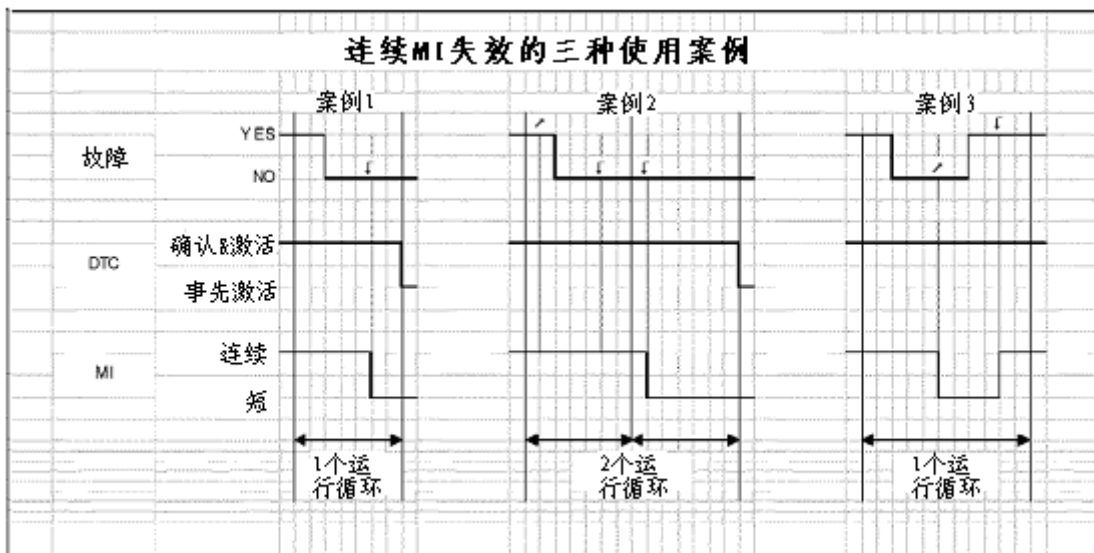 连续MI失效的三种使用案例
案例1
案例2
案例3
故障
YES
NO
DTC
确认&激活
事先激活
MI
连续
短
1个运
行循环
2个运
行循环
1个运
行循环